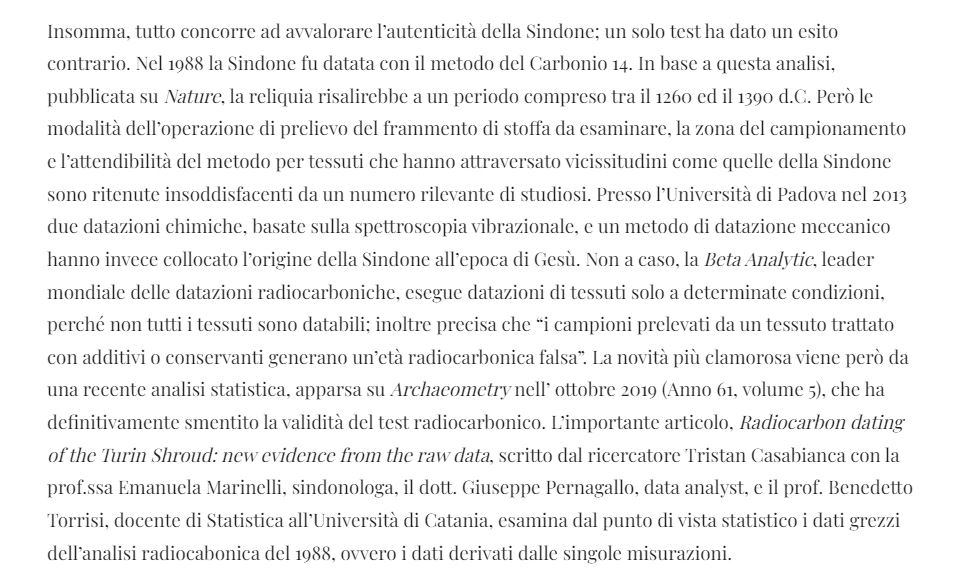 Insomma, tutto concorre ad avvalorare l’autenticità della Sindone; un solo test ha dato un esito
contrario. Nel 1988 la Sindone fu datata con il metodo del Carbonio 14. In base a questa analisi,
pubblicata su Nature, la reliquia risalirebbe a un periodo compreso tra il 1260 ed il 1390 d.C. Però le
modalità dell’operazione di prelievo del frammento di stoffa da esaminare, la zona del campionamento
e l’attendibilità del metodo per tessuti che hanno attraversato vicissitudini come quelle della Sindone
sono ritenute insoddisfacenti da un numero rilevante di studiosi. Presso l’Università di Padova nel 2013
due datazioni chimiche, basate sulla spettroscopia vibrazionale, e un metodo di datazione meccanico
hanno invece collocato l’origine della Sindone all’epoca di Gesù. Non a caso, la Beta Analytic, leader
mondiale delle datazioni radiocarboniche, esegue datazioni di tessuti solo a determinate condizioni,
perché non tutti i tessuti sono databili; inoltre precisa che “i campioni prelevati da un tessuto trattato
con additivi o conservanti generano un’età radiocarbonica falsa”. La novità più clamorosa viene però da
una recente analisi statistica, apparsa su Archaeometry nell’ ottobre 2019 (Anno 61, volume 5), che ha
definitivamente smentito la validità del test radiocarbonico. L’importante articolo, Radiocarbon dating
of the Turin Shroud: new evidence from the raw data, scritto dal ricercatore Tristan Casabianca con la
prof.ssa Emanuela Marinelli, sindonologa, il dott. Giuseppe Pernagallo, data analyst, e il prof. Benedetto
Torrisi, docente di Statistica all’Università di Catania, esamina dal punto di vista statistico i dati grezzi
dell’analisi radiocabonica del 1988, ovvero i dati derivati dalle singole misurazioni.